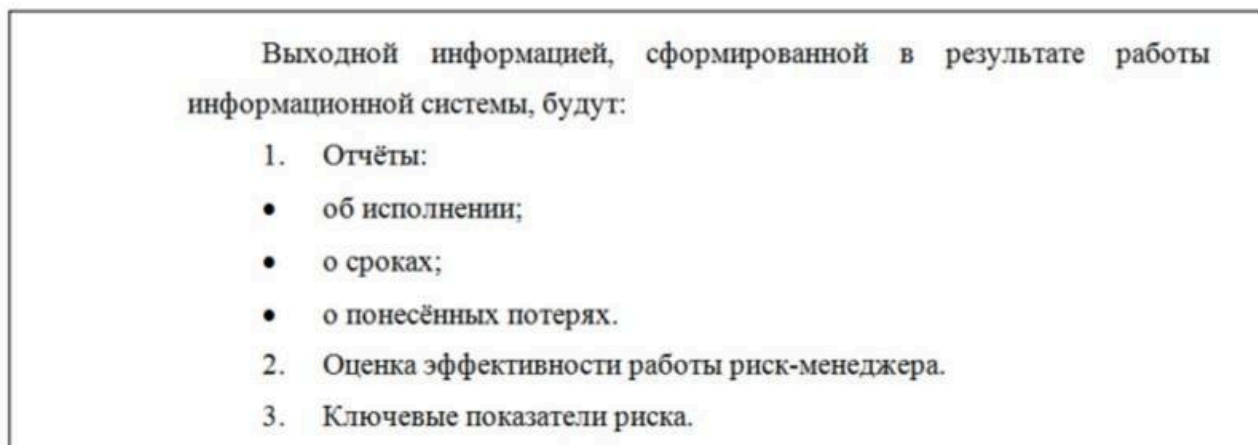 Выходной информацией, сформированной в результате работы
информационной системы, будут:
1. Отчёты:
• об исполнении;
• о сроках;
• о понесённых потерях.
2. Оценка эффективности работы риск-менеджера.
3. Ключевые показатели риска.